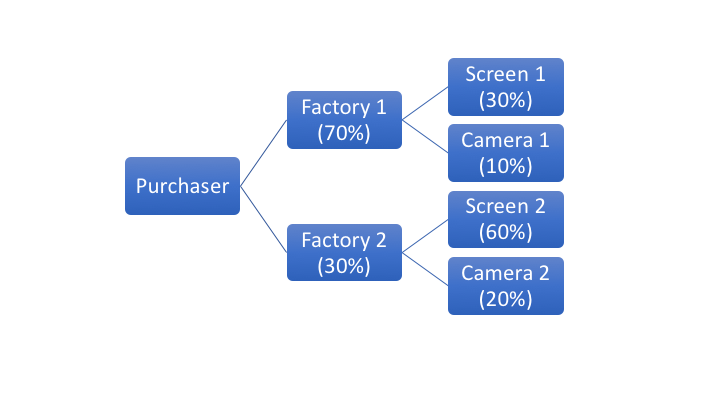 Purchaser
Factory 1
(70%)
Factory 2
(30%)
Screen 1
(30%)
Camera 1
(10%)
Screen 2
(60%)
Camera 2
(20%)